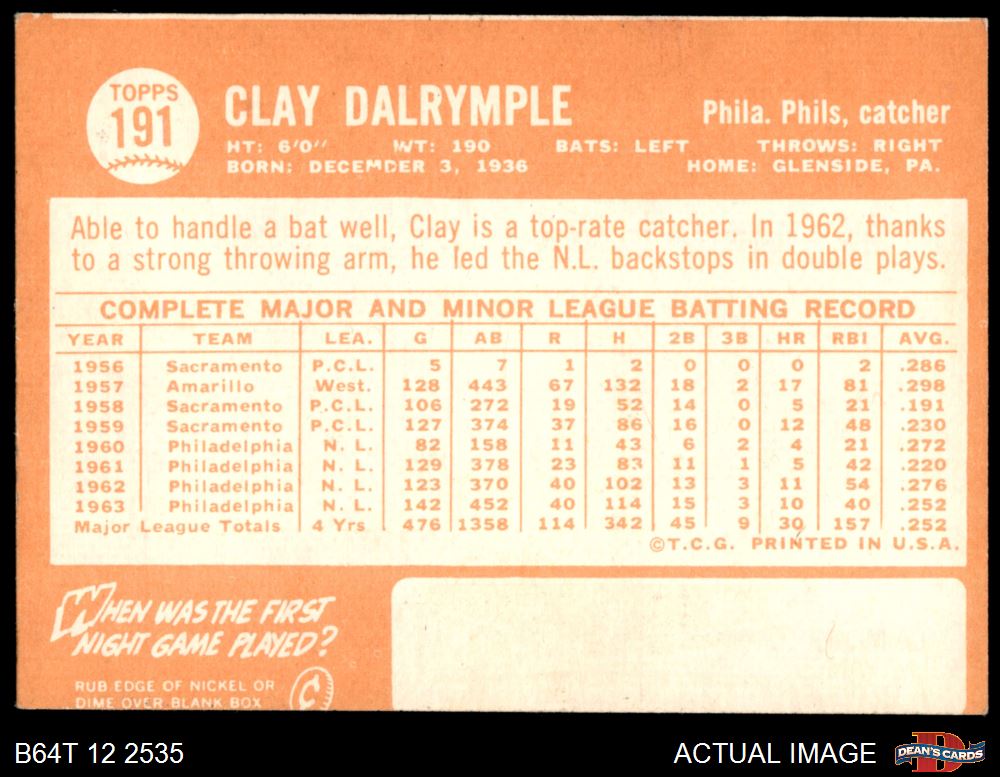 TOPPS
191
CLAY DALRYMPLE
Phila. Phils, catcher
HT: 6'0" WT: 190 BATS: LEFT THROWS: RIGHT
BORN: DECEMBER 3, 1936 HOME: GLENSIDE, PA.
Able to handle a bat well, Clay is a top-rate catcher. In 1962, thanks
to a strong throwing arm, he led the N.L. backstops in double plays.
COMPLETE MAJOR AND MINOR LEAGUE BATTING RECORD
YEAR TEAM LEA. G AB R H 2B 3B HR RBI AVG.
1956 Sacramento P.C.L. 5 7 1 2 0 0 0 2 .286
1957 Amarillo West. 128 443 67 132 18 2 17 81 .298
1958 Sacramento P.C.L. 106 272 19 52 14 0 5 21 .191
1959 Sacramento P.C.L. 127 374 37 86 16 0 12 48 .230
1960 Philadelphia N. L. 82 158 11 43 6 2 4 21 .272
1961 Philadelphia N. L. 129 378 23 83 11 1 5 42 .220
1962 Philadelphia N. L. 123 370 40 102 13 3 11 54 .276
1963 Philadelphia N. L. 142 452 40 114 15 3 10 40 .252
Major League Totals 4 Yrs 476 1358 114 342 45 9 30 157 .252
©T.C.G. PRINTED IN U.S.A.
WHEN WAS THE FIRST
NIGHT GAME PLAYED?
RUB EDGE OF NICKEL OR
DIME OVER BLANK BOX
C
B64T 12 2535
ACTUAL IMAGE
D
DEAN'S CARDS